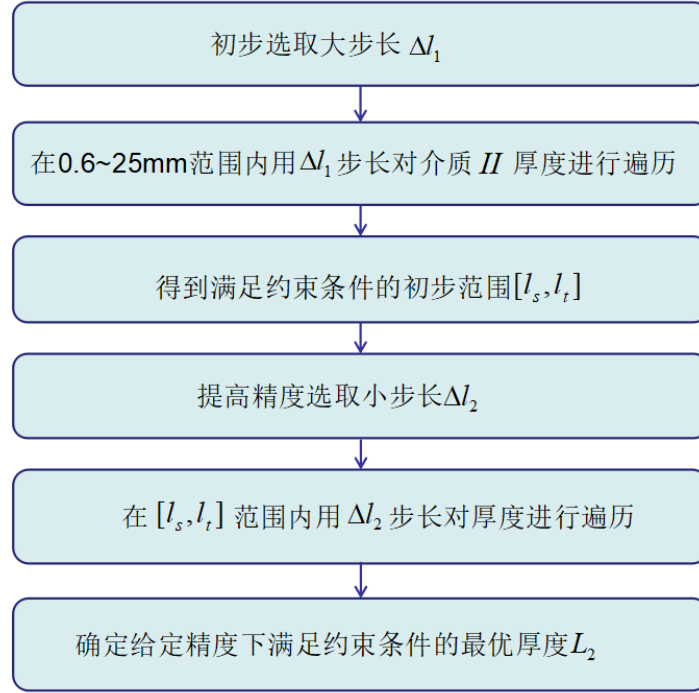 初步选取大步长 Δl₁
在0.6~25mm范围内用Δl₁步长对介质 II 厚度进行遍历
得到满足约束条件的初步范围[lₛ,lₜ]
提高精度选取小步长Δl₂
在 [lₛ,lₜ] 范围内用 Δl₂ 步长对厚度进行遍历
确定给定精度下满足约束条件的最优厚度L₂